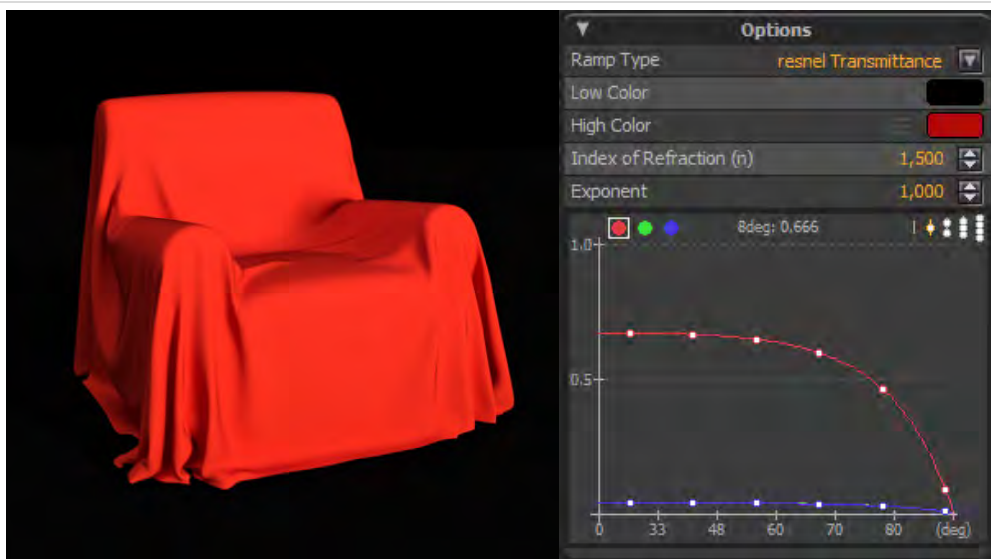 Options
Ramp Type resnel Transmittance
Low Color
High Color
Index of Refraction (n) 1,500
Exponent 1,000
8deg: 0.666
1.0
0.5
0 33 48 60 70 80 (deg)